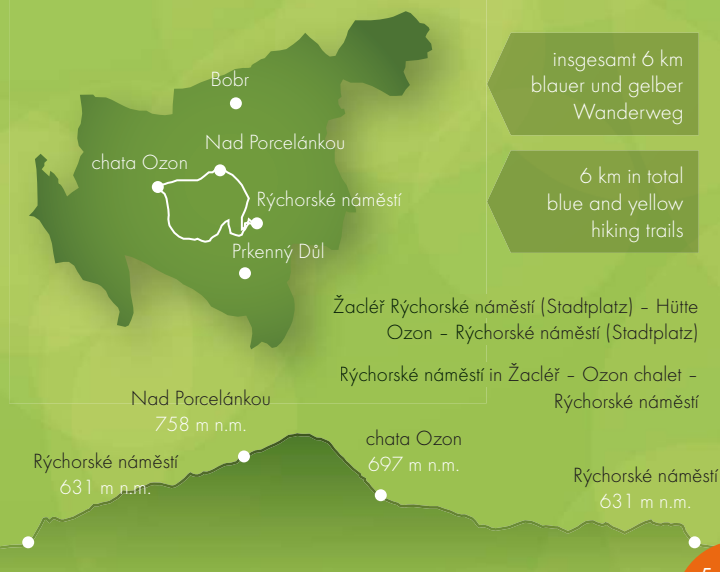 Bobr
Nad Porcelánkou
chata Ozon
Rýchorské náměstí
Prkenný Důl
insgesamt 6 km
blauer und gelber
Wanderweg
6 km in total
blue and yellow
hiking trails
Žacléř Rýchorské náměstí (Stadtplatz) – Hütte
Ozon – Rýchorské náměstí (Stadtplatz)
Rýchorské náměstí in Žacléř – Ozon chalet –
Rýchorské náměstí
Nad Porcelánkou
758 m n.m.
chata Ozon
697 m n.m.
Rýchorské náměstí
631 m n.m.
Rýchorské náměstí
631 m n.m.
5